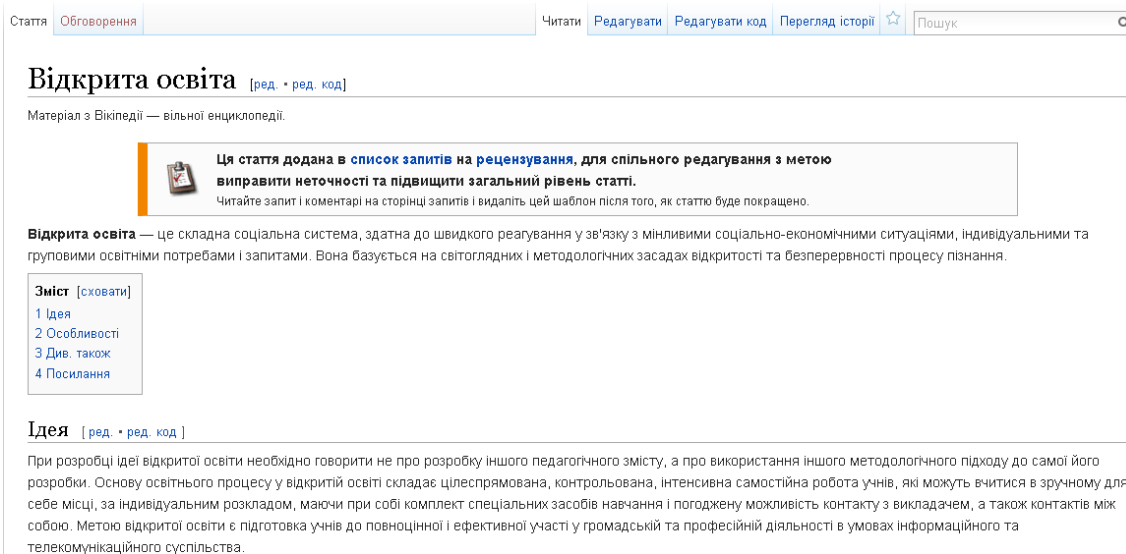 Стаття Обговорення Читати Редагувати Редагувати код Перегляд історії Пошук
Відкрита освіта [ред. • ред. код]
Матеріал з Вікіпедії — вільної енциклопедії.
Ця стаття додана в список запитів на рецензування, для спільного редагування з метою
виправити неточності та підвищити загальний рівень статті.
Читайте запит і коментарі на сторінці запитів і видаліть цей шаблон після того, як статтю буде покращено.
Відкрита освіта — це складна соціальна система, здатна до швидкого реагування у зв'язку з мінливими соціально-економічними ситуаціями, індивідуальними та
груповими освітніми потребами і запитами. Вона базується на світоглядних і методологічних засадах відкритості та безперервності процесу пізнання.
Зміст [сховати]
1 Ідея
2 Особливості
3 Див. також
4 Посилання
Ідея [ ред. • ред. код ]
При розробці ідеї відкритої освіти необхідно говорити не про розробку іншого педагогічного змісту, а про використання іншого методологічного підходу до самої його
розробки. Основу освітнього процесу у відкритій освіті складає цілеспрямована, контрольована, інтенсивна самостійна робота учнів, які можуть вчитися в зручному для
себе місці, за індивідуальним розкладом, маючи при собі комплект спеціальних засобів навчання і погоджену можливість контакту з викладачем, а також контактів між
собою. Метою відкритої освіти є підготовка учнів до повноцінної і ефективної участі у громадській та професійній діяльності в умовах інформаційного та
телекомунікаційного суспільства.